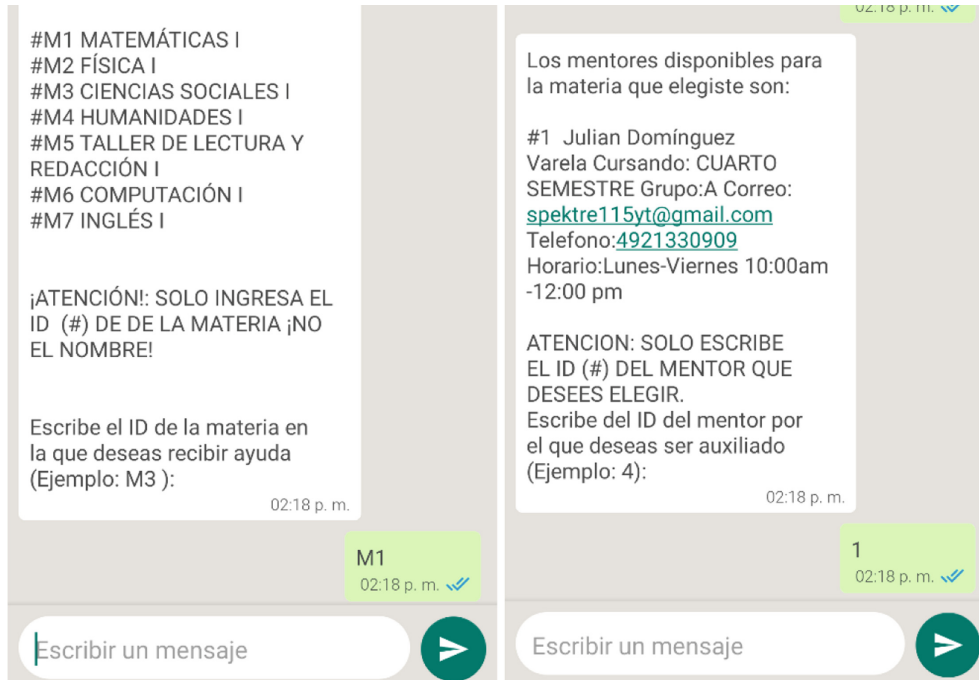 #M1 MATEMÁTICAS I
#M2 FÍSICA I
#M3 CIENCIAS SOCIALES I
#M4 HUMANIDADES I
#M5 TALLER DE LECTURA Y
REDACCIÓN I
#M6 COMPUTACIÓN I
#M7 INGLÉS I
¡ATENCIÓN!: SOLO INGRESA EL
ID (#) DE DE LA MATERIA ¡NO
EL NOMBRE!
Escribe el ID de la materia en
la que deseas recibir ayuda
(Ejemplo: M3 ):
02:18 p. m.
M1
02:18 p. m.
Escribir un mensaje
02:18 p. m.
Los mentores disponibles para
la materia que elegiste son:
#1 Julian Domínguez
Varela Cursando: CUARTO
SEMESTRE Grupo:A Correo:
spektre115yt@gmail.com
Telefono:4921330909
Horario:Lunes-Viernes 10:00am
-12:00 pm
ATENCION: SOLO ESCRIBE
EL ID (#) DEL MENTOR QUE
DESEES ELEGIR.
Escribe del ID del mentor por
el que deseas ser auxiliado
(Ejemplo: 4):
02:18 p. m.
1
02:18 p. m.
Escribir un mensaje